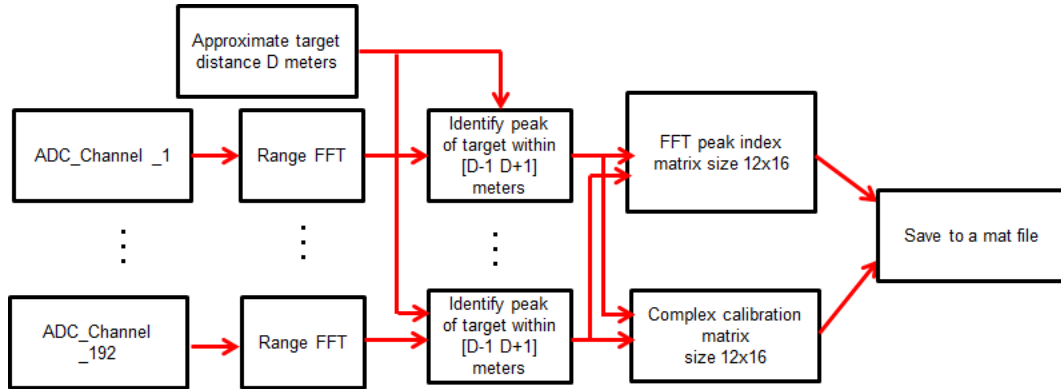 Approximate target
distance D meters
ADC_Channel _1
Range FFT
Identify peak
of target within
[D-1 D+1]
meters
FFT peak index
matrix size 12x16
Save to a mat file
ADC_Channel
_192
Range FFT
Identify peak
of target within
[D-1 D+1]
meters
Complex calibration
matrix
size 12x16